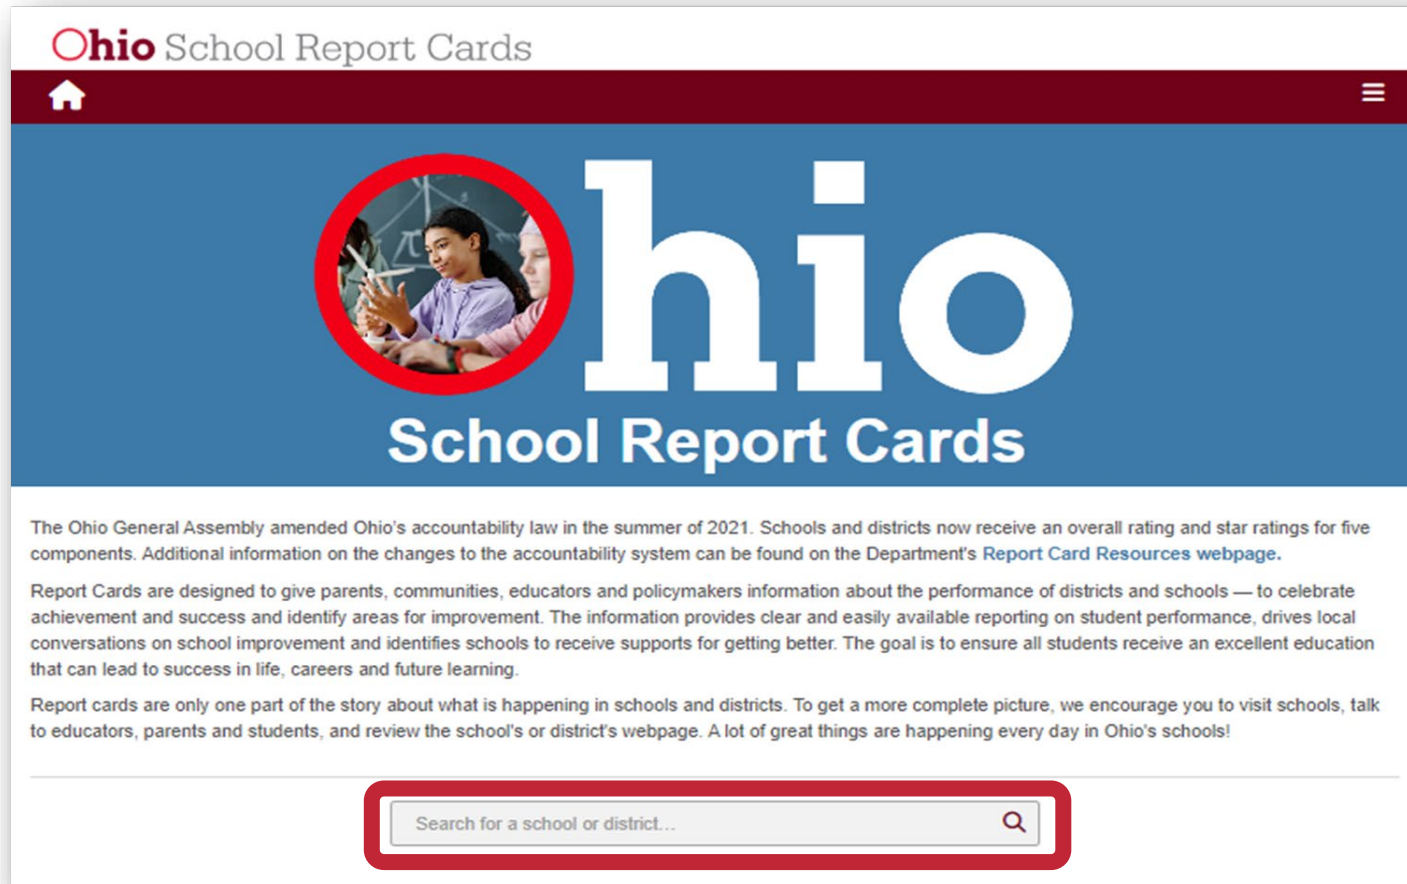 Ohio School Report Cards
Ohio
School Report Cards
The Ohio General Assembly amended Ohio's accountability law in the summer of 2021. Schools and districts now receive an overall rating and star ratings for five
components. Additional information on the changes to the accountability system can be found on the Department's Report Card Resources webpage.
Report Cards are designed to give parents, communities, educators and policymakers information about the performance of districts and schools — to celebrate
achievement and success and identify areas for improvement. The information provides clear and easily available reporting on student performance, drives local
conversations on school improvement and identifies schools to receive supports for getting better. The goal is to ensure all students receive an excellent education
that can lead to success in life, careers and future learning.
Report cards are only one part of the story about what is happening in schools and districts. To get a more complete picture, we encourage you to visit schools, talk
to educators, parents and students, and review the school's or district's webpage. A lot of great things are happening every day in Ohio's schools!
Search for a school or district...